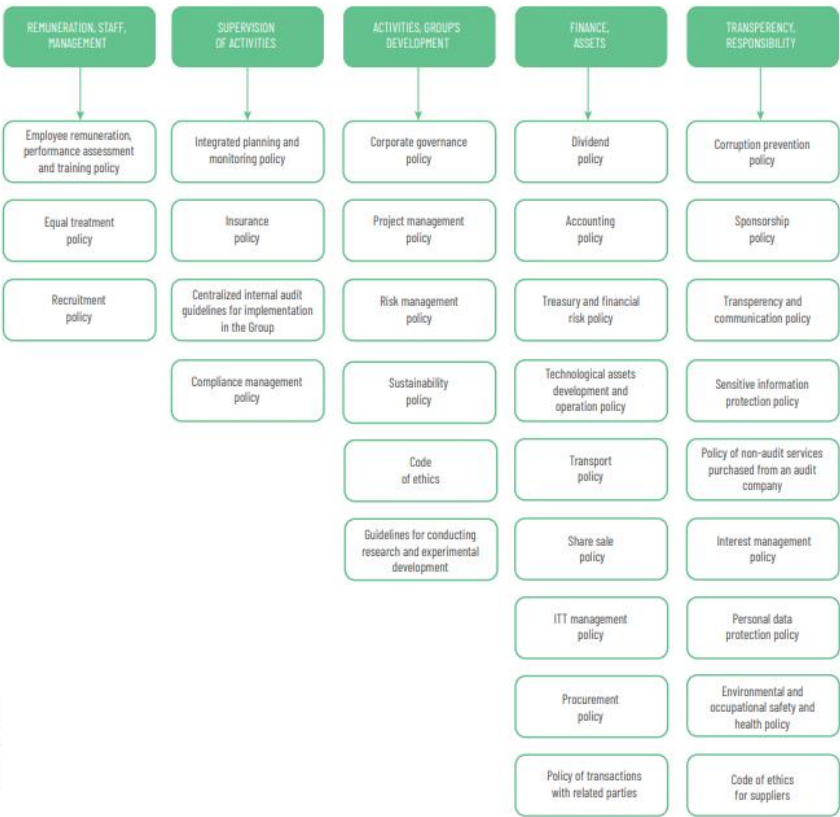 REMUNERATION, STAFF,
MANAGEMENT
Employee remuneration,
performance assessment
and training policy
Equal treatment
policy
Recruitment
policy
SUPERVISION
OF ACTIVITIES
Integrated planning and
monitoring policy
Insurance
policy
Centralized internal audit
guidelines for implementation
in the Group
Compliance management
policy
ACTIVITIES, GROUP'S
DEVELOPMENT
Corporate governance
policy
Project management
policy
Risk management
policy
Sustainability
policy
Code
of ethics
Guidelines for conducting
research and experimental
development
FINANCE,
ASSETS
Dividend
policy
Accounting
policy
Treasury and financial
risk policy
Technological assets
development and
operation policy
Transport
policy
Share sale
policy
ITT management
policy
Procurement
policy
Policy of transactions
with related parties
TRANSPERENCY,
RESPONSIBILITY
Corruption prevention
policy
Sponsorship
policy
Transperency and
communication policy
Sensitive information
protection policy
Policy of non-audit services
purchased from an audit
company
Interest management
policy
Personal data
protection policy
Environmental and
occupational safety and
health policy
Code of ethics
for suppliers